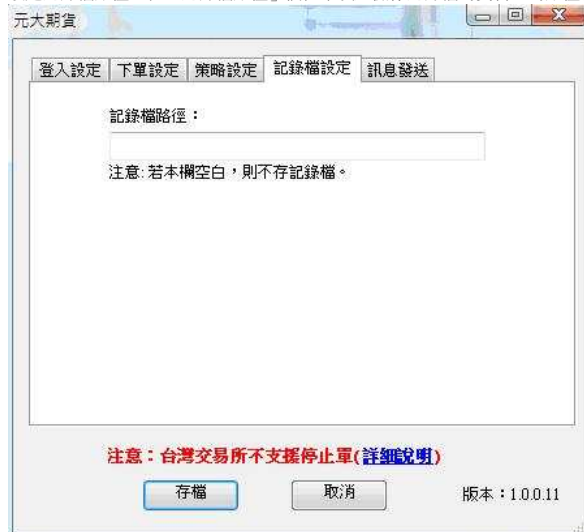 元大期貨
登入設定 下單設定 策略設定 記錄檔設定 訊息發送
記錄檔路徑：
注意:若本欄空白，則不存記錄檔。
注意：台灣交易所不支援停止單(詳細說明)
存檔 取消 版本：1.0.0.11